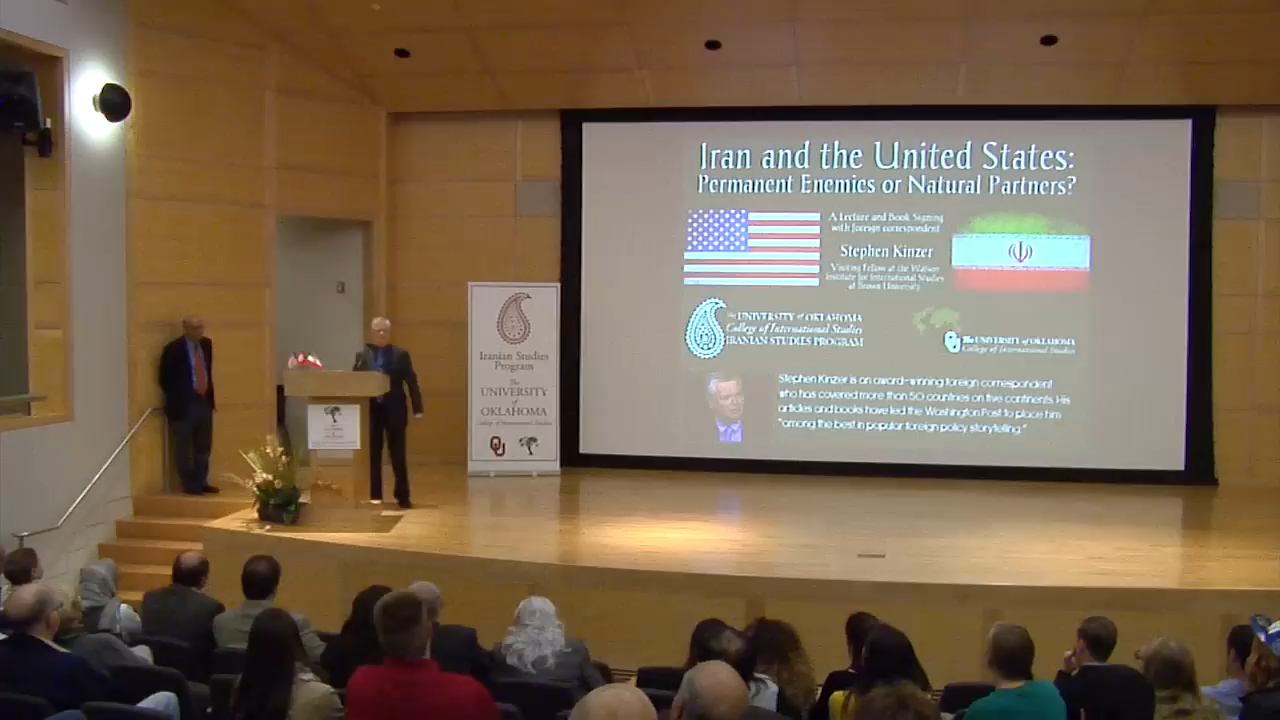 Iran and the United States:
Permanent Enemies or Natural Partners?
A Lecture and Book Signing
with foreign correspondent
Stephen Kinzer
Visiting Fellow at the Watson
Institute for International Studies
at Brown University
The UNIVERSITY of OKLAHOMA
College of International Studies
IRANIAN STUDIES PROGRAM
OU The UNIVERSITY of OKLAHOMA
College of International Studies
Stephen Kinzer is an award-winning foreign correspondent
who has covered more than 50 countries on five continents. His
articles and books have led the Washington Post to place him
"among the best in popular foreign policy storytelling."
Iranian Studies
Program
The
UNIVERSITY
of
OKLAHOMA
College of International Studies
OU